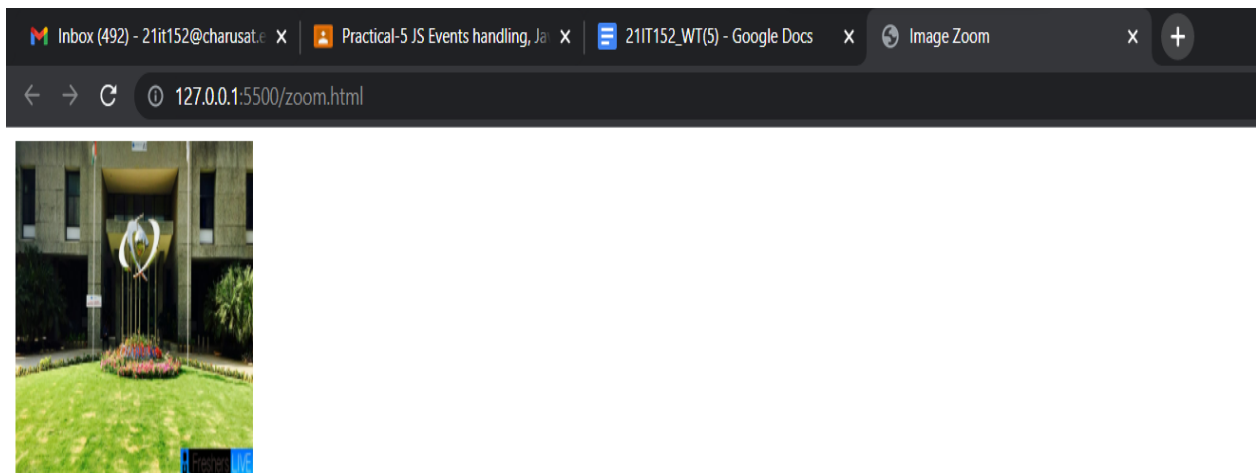 Inbox (492) - 21it152@charusat.e
Practical-5 JS Events handling, Ja
21IT152_WT(5) - Google Docs
Image Zoom
127.0.0.1:5500/zoom.html
Freshers LIVE